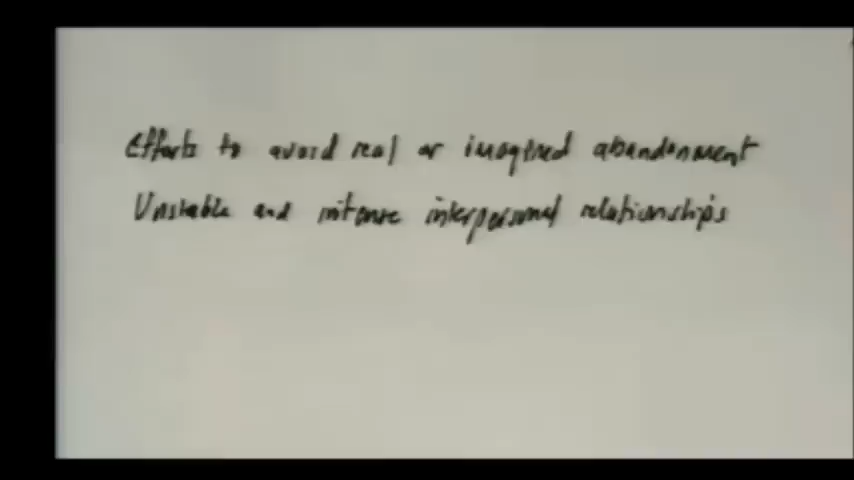 Efforts to avoid real or imagined abandonment
Unstable and intense interpersonal relationships